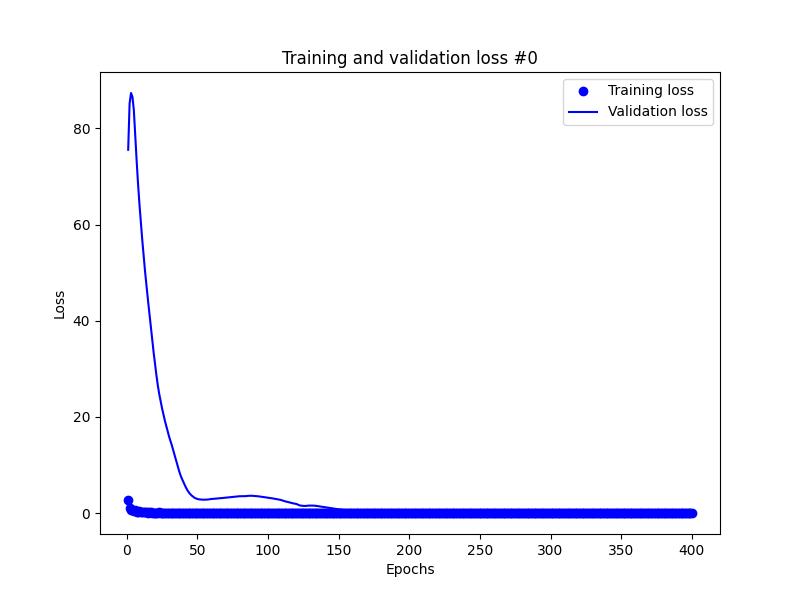 Training and validation loss #0
Training loss
Validation loss
80
60
40
20
0
Loss
0 50 100 150 200 250 300 350 400
Epochs